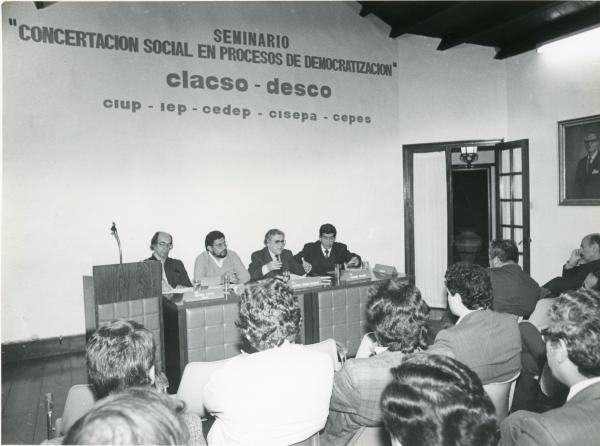 SEMINARIO
"CONCERTACION SOCIAL EN PROCESOS DE DEMOCRATIZACION"
clacso - desco
ciup - iep - cedep - cisepa - cepes